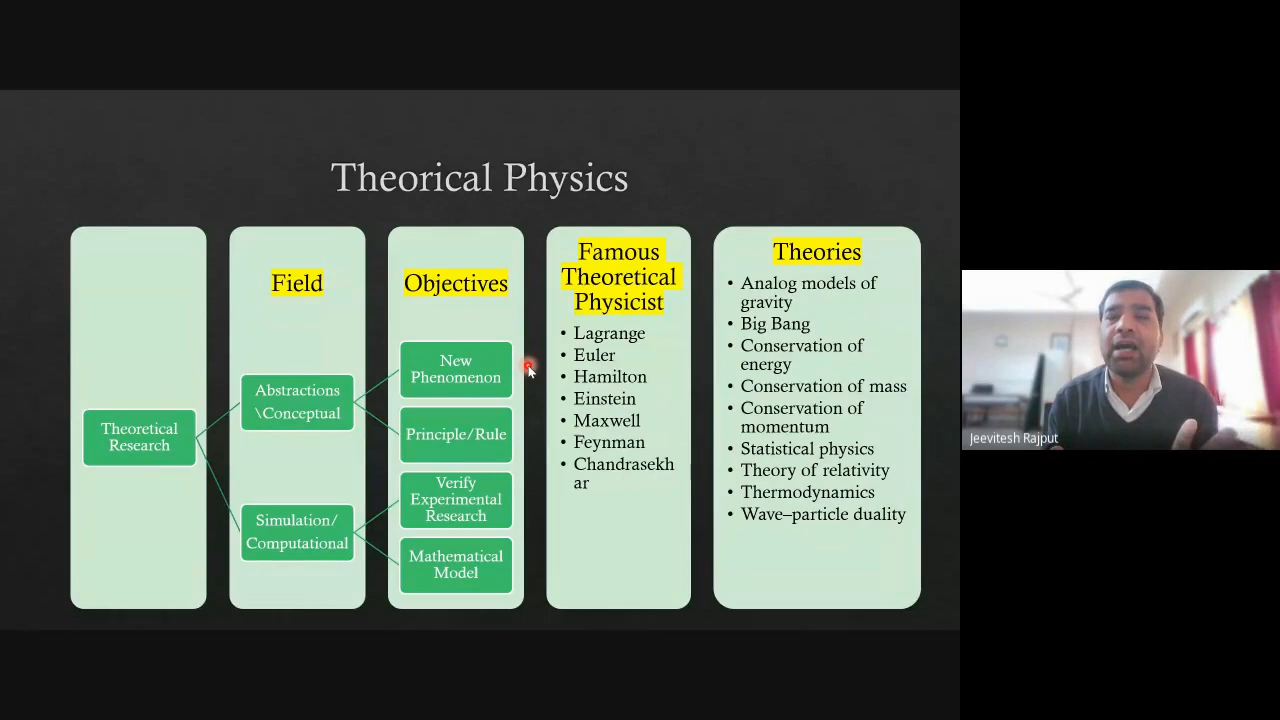 Theorical Physics
Theoretical
Research
Field
Abstractions
\Conceptual
Simulation/
Computational
Objectives
New
Phenomenon
Principle/Rule
Verify
Experimental
Research
Mathematical
Model
Famous
Theoretical
Physicist
• Lagrange
• Euler
• Hamilton
• Einstein
• Maxwell
• Feynman
• Chandrasekh
ar
Theories
• Analog models of
gravity
• Big Bang
• Conservation of
energy
• Conservation of mass
• Conservation of
momentum
• Statistical physics
• Theory of relativity
• Thermodynamics
• Wave–particle duality
Jeevitesh Rajput